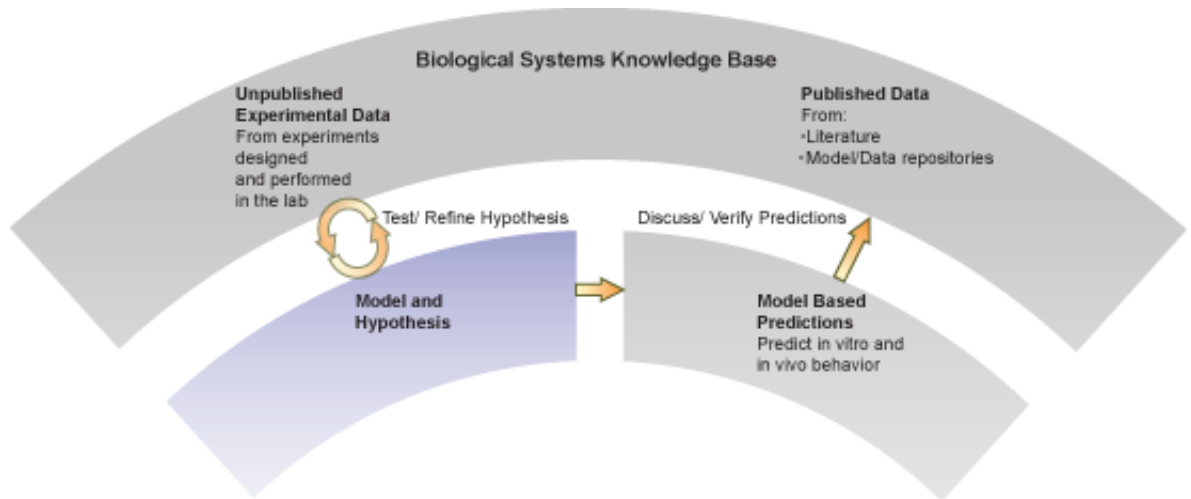 Biological Systems Knowledge Base
Unpublished
Experimental Data
From experiments
designed
and performed
in the lab
Published Data
From:
•Literature
•Model/Data repositories
Test/ Refine Hypothesis
Discuss/ Verify Predictions
Model and
Hypothesis
Model Based
Predictions
Predict in vitro and
in vivo behavior